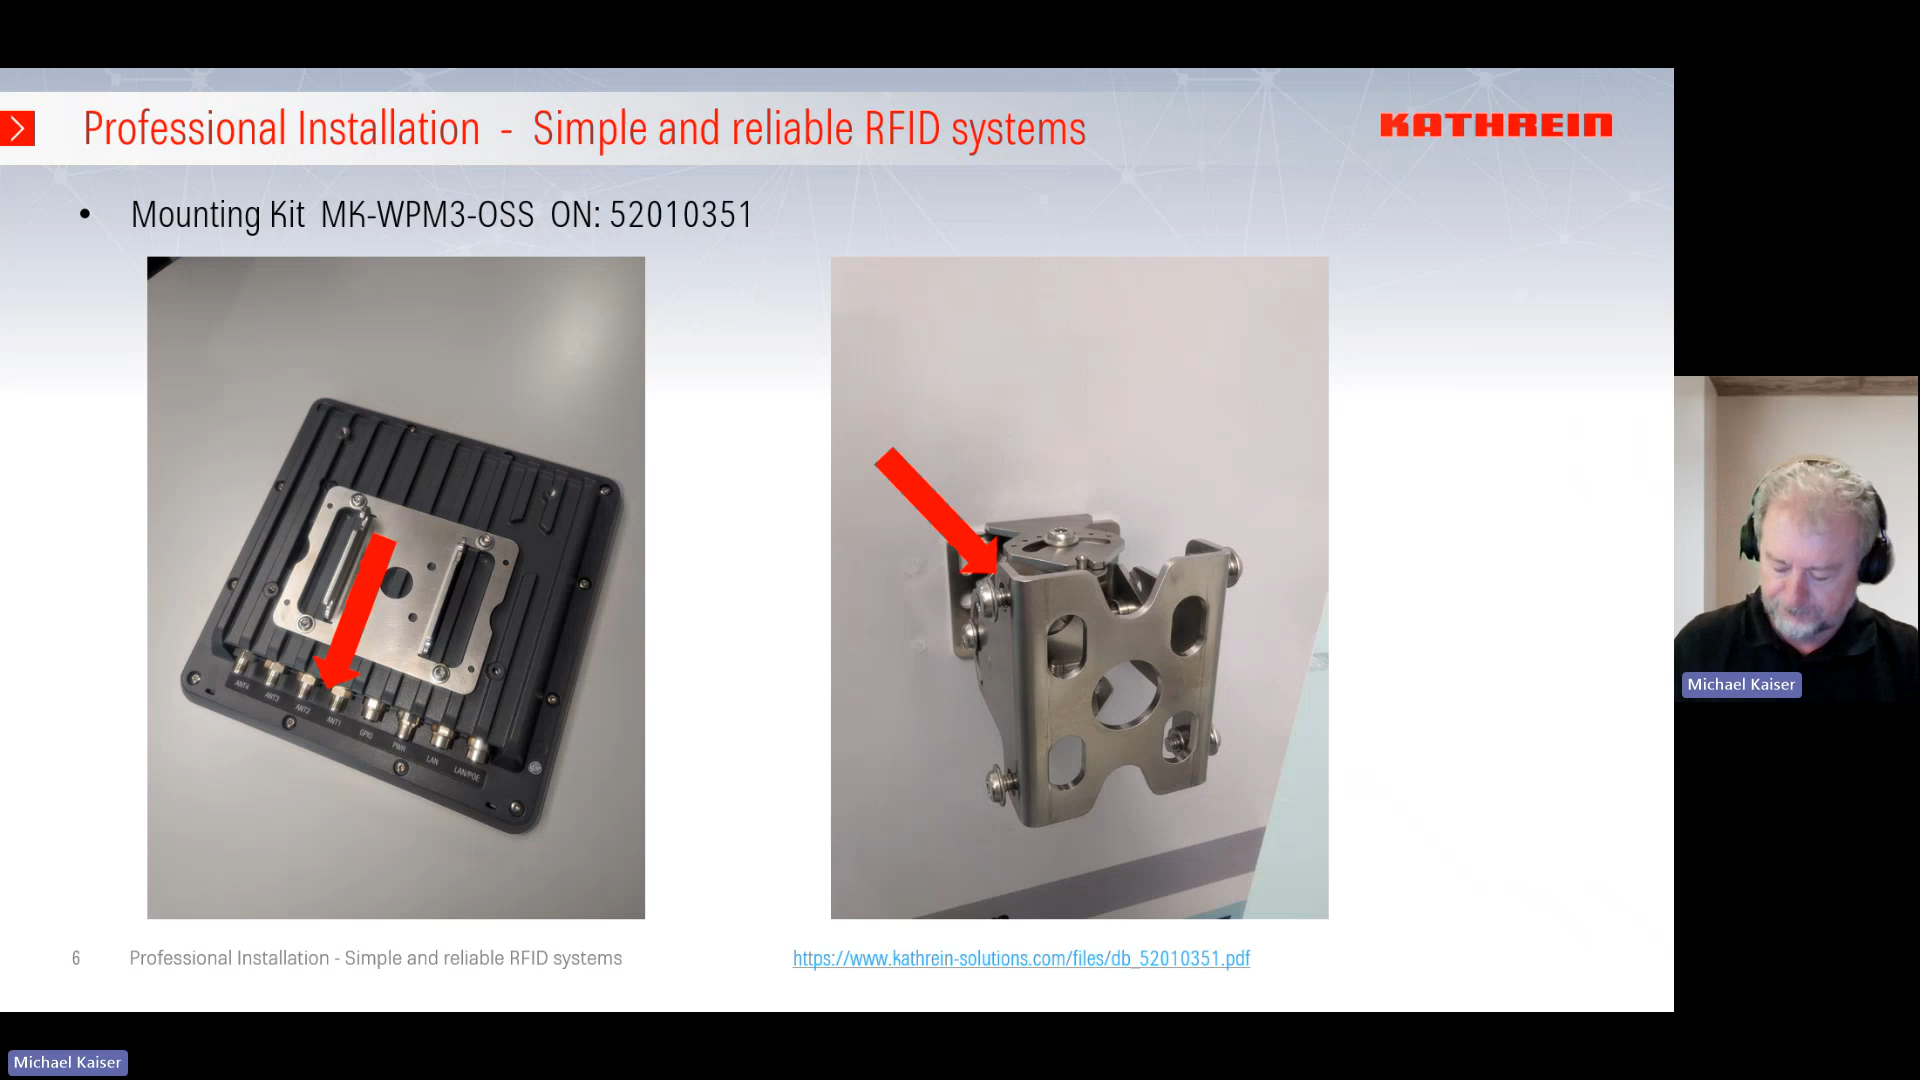 Professional Installation - Simple and reliable RFID systems
KATHREIN
• Mounting Kit MK-WPM3-OSS ON: 52010351
ANT4
ANT3
ANT2
ANT1
GPIO
PWR
LAN
LAN/POE
Michael Kaiser
6 Professional Installation - Simple and reliable RFID systems
https://www.kathrein-solutions.com/files/db_52010351.pdf
Michael Kaiser